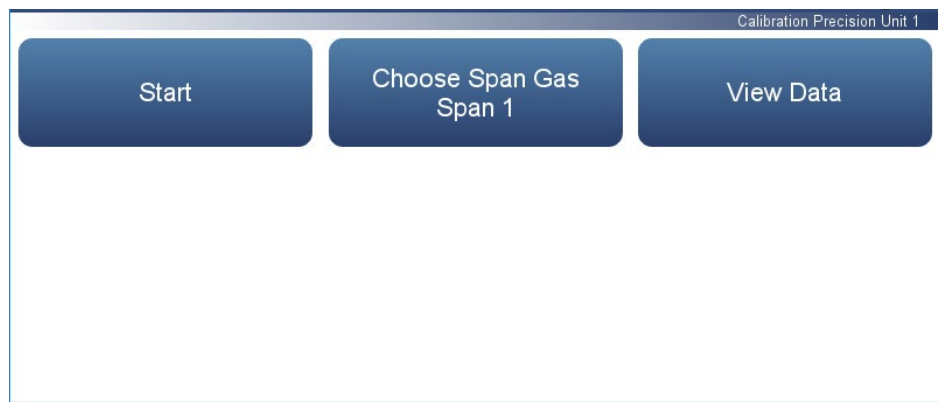 Calibration Precision Unit 1
Start
Choose Span Gas
Span 1
View Data